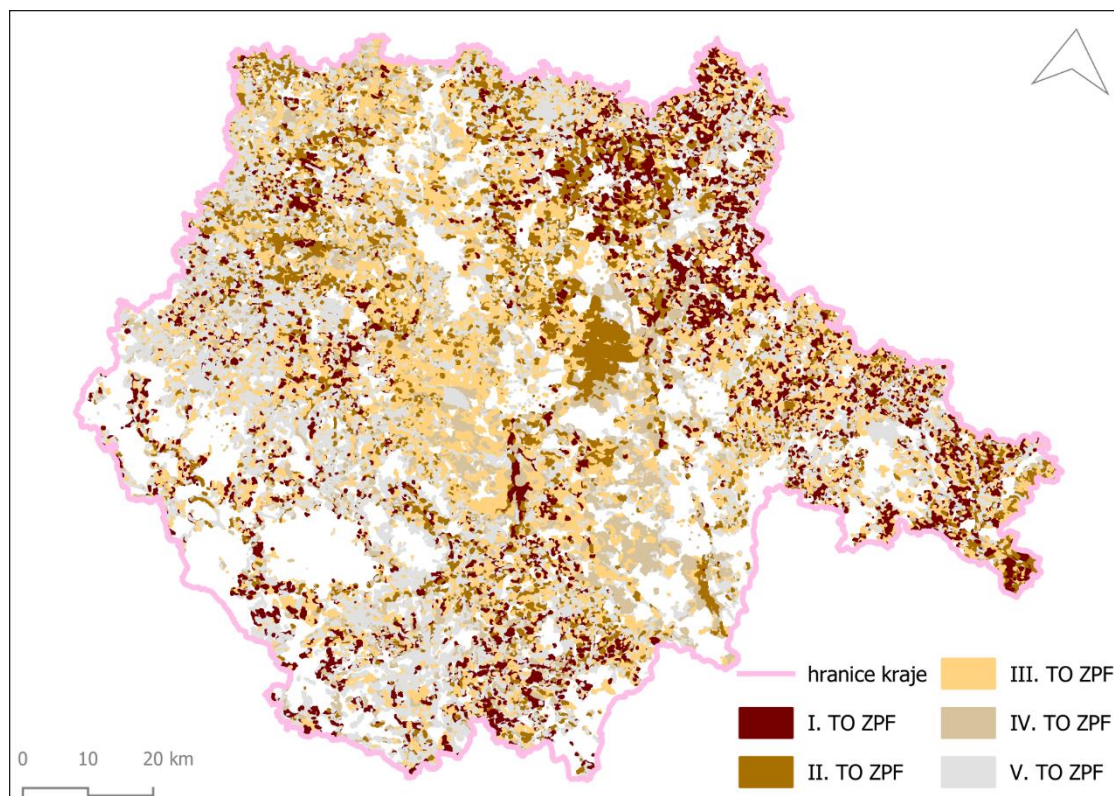 hranice kraje
I. TO ZPF
II. TO ZPF
III. TO ZPF
IV. TO ZPF
V. TO ZPF
0 10 20 km